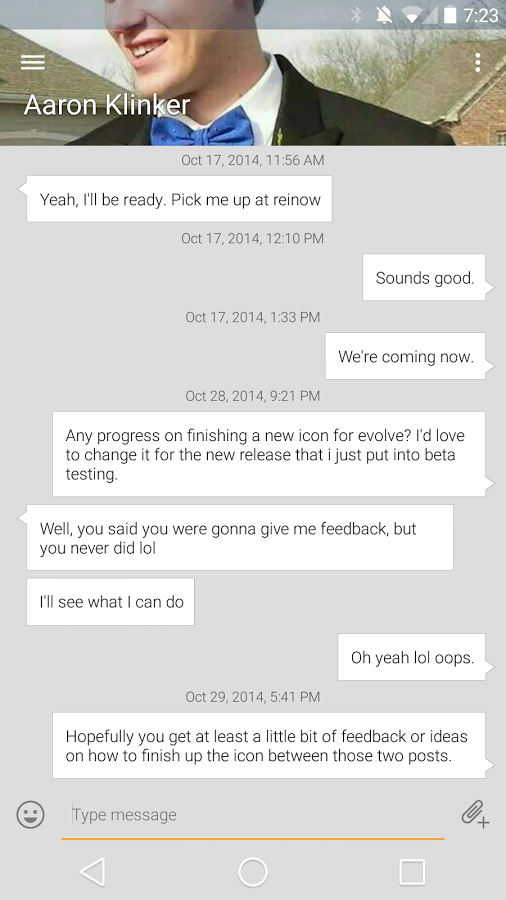 7:23
Aaron Klinker
Oct 17, 2014, 11:56 AM
Yeah, I'll be ready. Pick me up at reinow
Oct 17, 2014, 12:10 PM
Sounds good.
Oct 17, 2014, 1:33 PM
We're coming now.
Oct 28, 2014, 9:21 PM
Any progress on finishing a new icon for evolve? I'd love
to change it for the new release that i just put into beta
testing.
Well, you said you were gonna give me feedback, but
you never did lol
I'll see what I can do
Oh yeah lol oops.
Oct 29, 2014, 5:41 PM
Hopefully you get at least a little bit of feedback or ideas
on how to finish up the icon between those two posts.
Type message